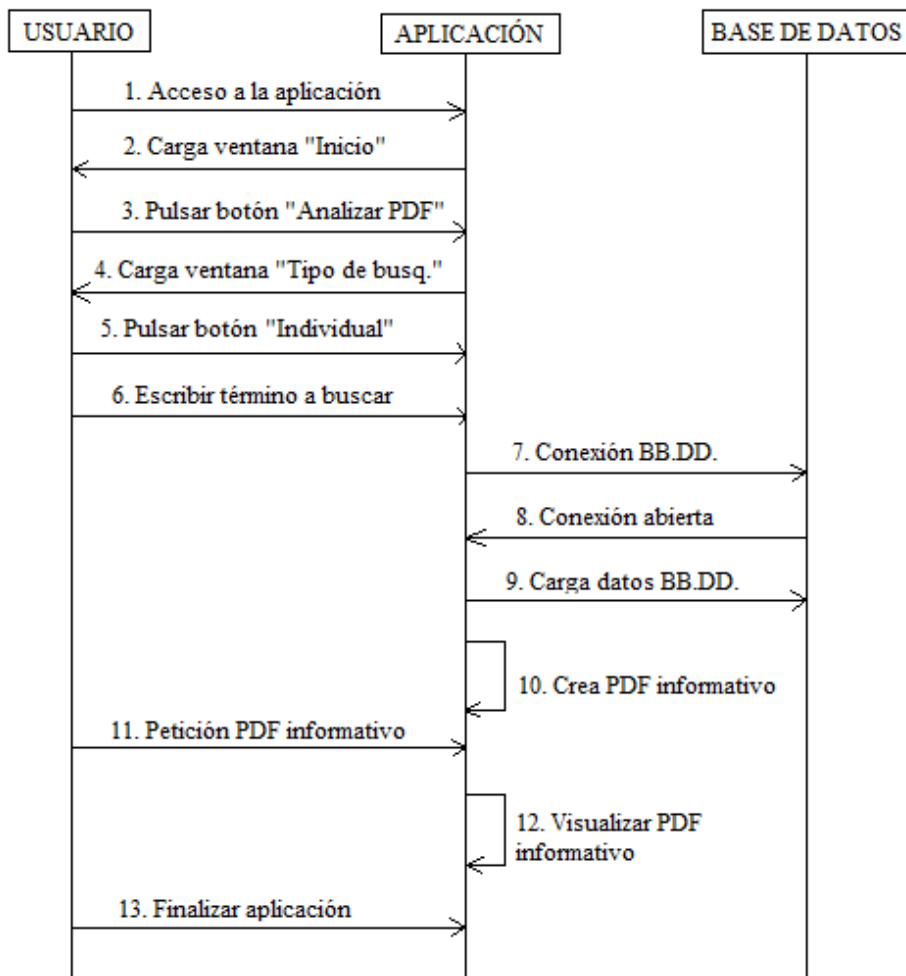 USUARIO
APLICACIÓN
BASE DE DATOS
1. Acceso a la aplicación
2. Carga ventana "Inicio"
3. Pulsar botón "Analizar PDF"
4. Carga ventana "Tipo de busq."
5. Pulsar botón "Individual"
6. Escribir término a buscar
7. Conexión BB.DD.
8. Conexión abierta
9. Carga datos BB.DD.
10. Crea PDF informativo
11. Petición PDF informativo
12. Visualizar PDF
informativo
13. Finalizar aplicación